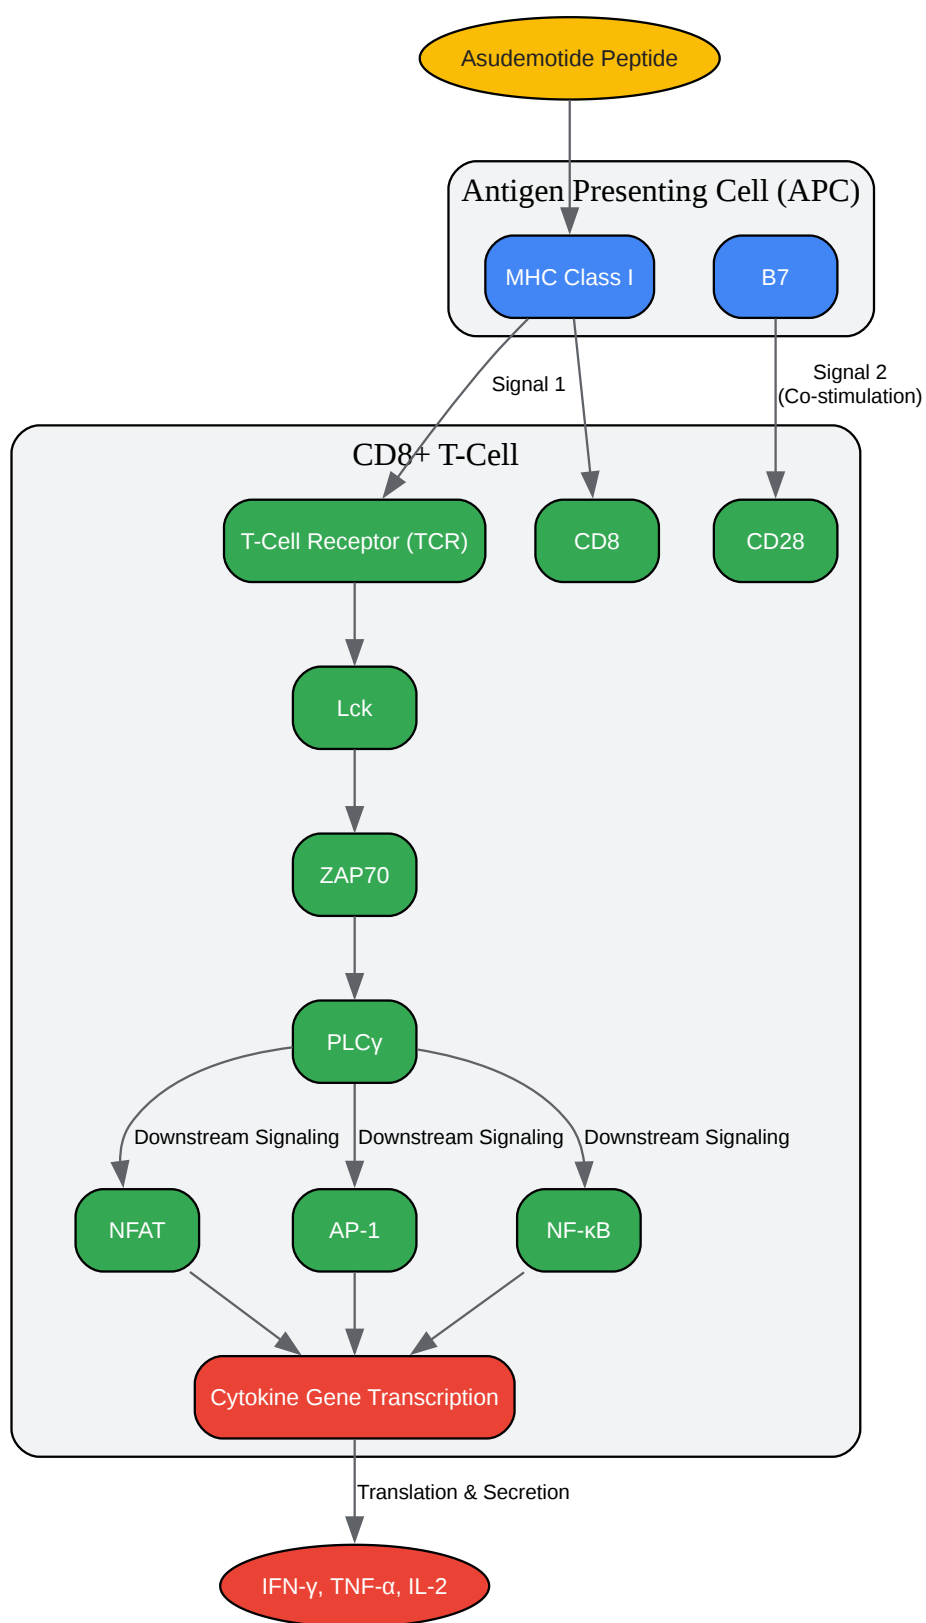 Asudemotide Peptide
Antigen Presenting Cell (APC)
MHC Class I
B7
Signal 1
Signal 2
(Co-stimulation)
CD8+ T-Cell
T-Cell Receptor (TCR)
CD8
CD28
Lck
ZAP70
PLCγ
Downstream Signaling
Downstream Signaling
Downstream Signaling
NFAT
AP-1
NF-κB
Cytokine Gene Transcription
Translation & Secretion
IFN-γ, TNF-α, IL-2